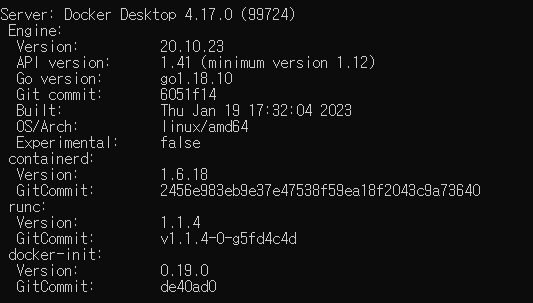 Server: Docker Desktop 4.17.0 (99724)
Engine:
Version: 20.10.23
API version: 1.41 (minimum version 1.12)
Go version: go1.18.10
Git commit: 6051f14
Built: Thu Jan 19 17:32:04 2023
OS/Arch: linux/amd64
Experimental: false
containerd:
Version: 1.6.18
GitCommit: 2456e983eb9e37e47538f59ea18f2043c9a73640
runc:
Version: 1.1.4
GitCommit: v1.1.4-0-g5fd4c4d
docker-init:
Version: 0.19.0
GitCommit: de40ad0